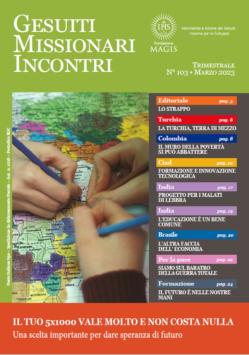 GESUITI
MISSIONARI
INCONTRI
IHS
Fondazione
MAGIS
Movimento e Azione dei Gesuiti
Insieme per lo Sviluppo
TRIMESTRALE
N° 103 • MARZO 2023
Editoriale pag. 3
LO STRAPPO
Turchia pag. 6
LA TURCHIA, TERRA DI MEZZO
Colombia pag. 8
IL MURO DELLA POVERTÀ
SI PUÒ ABBATTERE
Ciad pag. 10
FORMAZIONE E INNOVAZIONE
TECNOLOGICA
India pag. 17
PROGETTO PER I MALATI
DI LEBBRA
India pag. 19
L'EDUCAZIONE È UN BENE
COMUNE
Brasile pag. 20
L'ALTRA FACCIA
DELL' ECONOMIA
Per la pace
SIAMO SUL BARATRO
DELLA GUERRA TOTALE
Formazione pag. 24
IL FUTURO È NELLE NOSTRE
MANI
IL TUO 5X1000 VALE MOLTO E NON COSTA NULLA
Una scelta importante per dare speranza di futuro